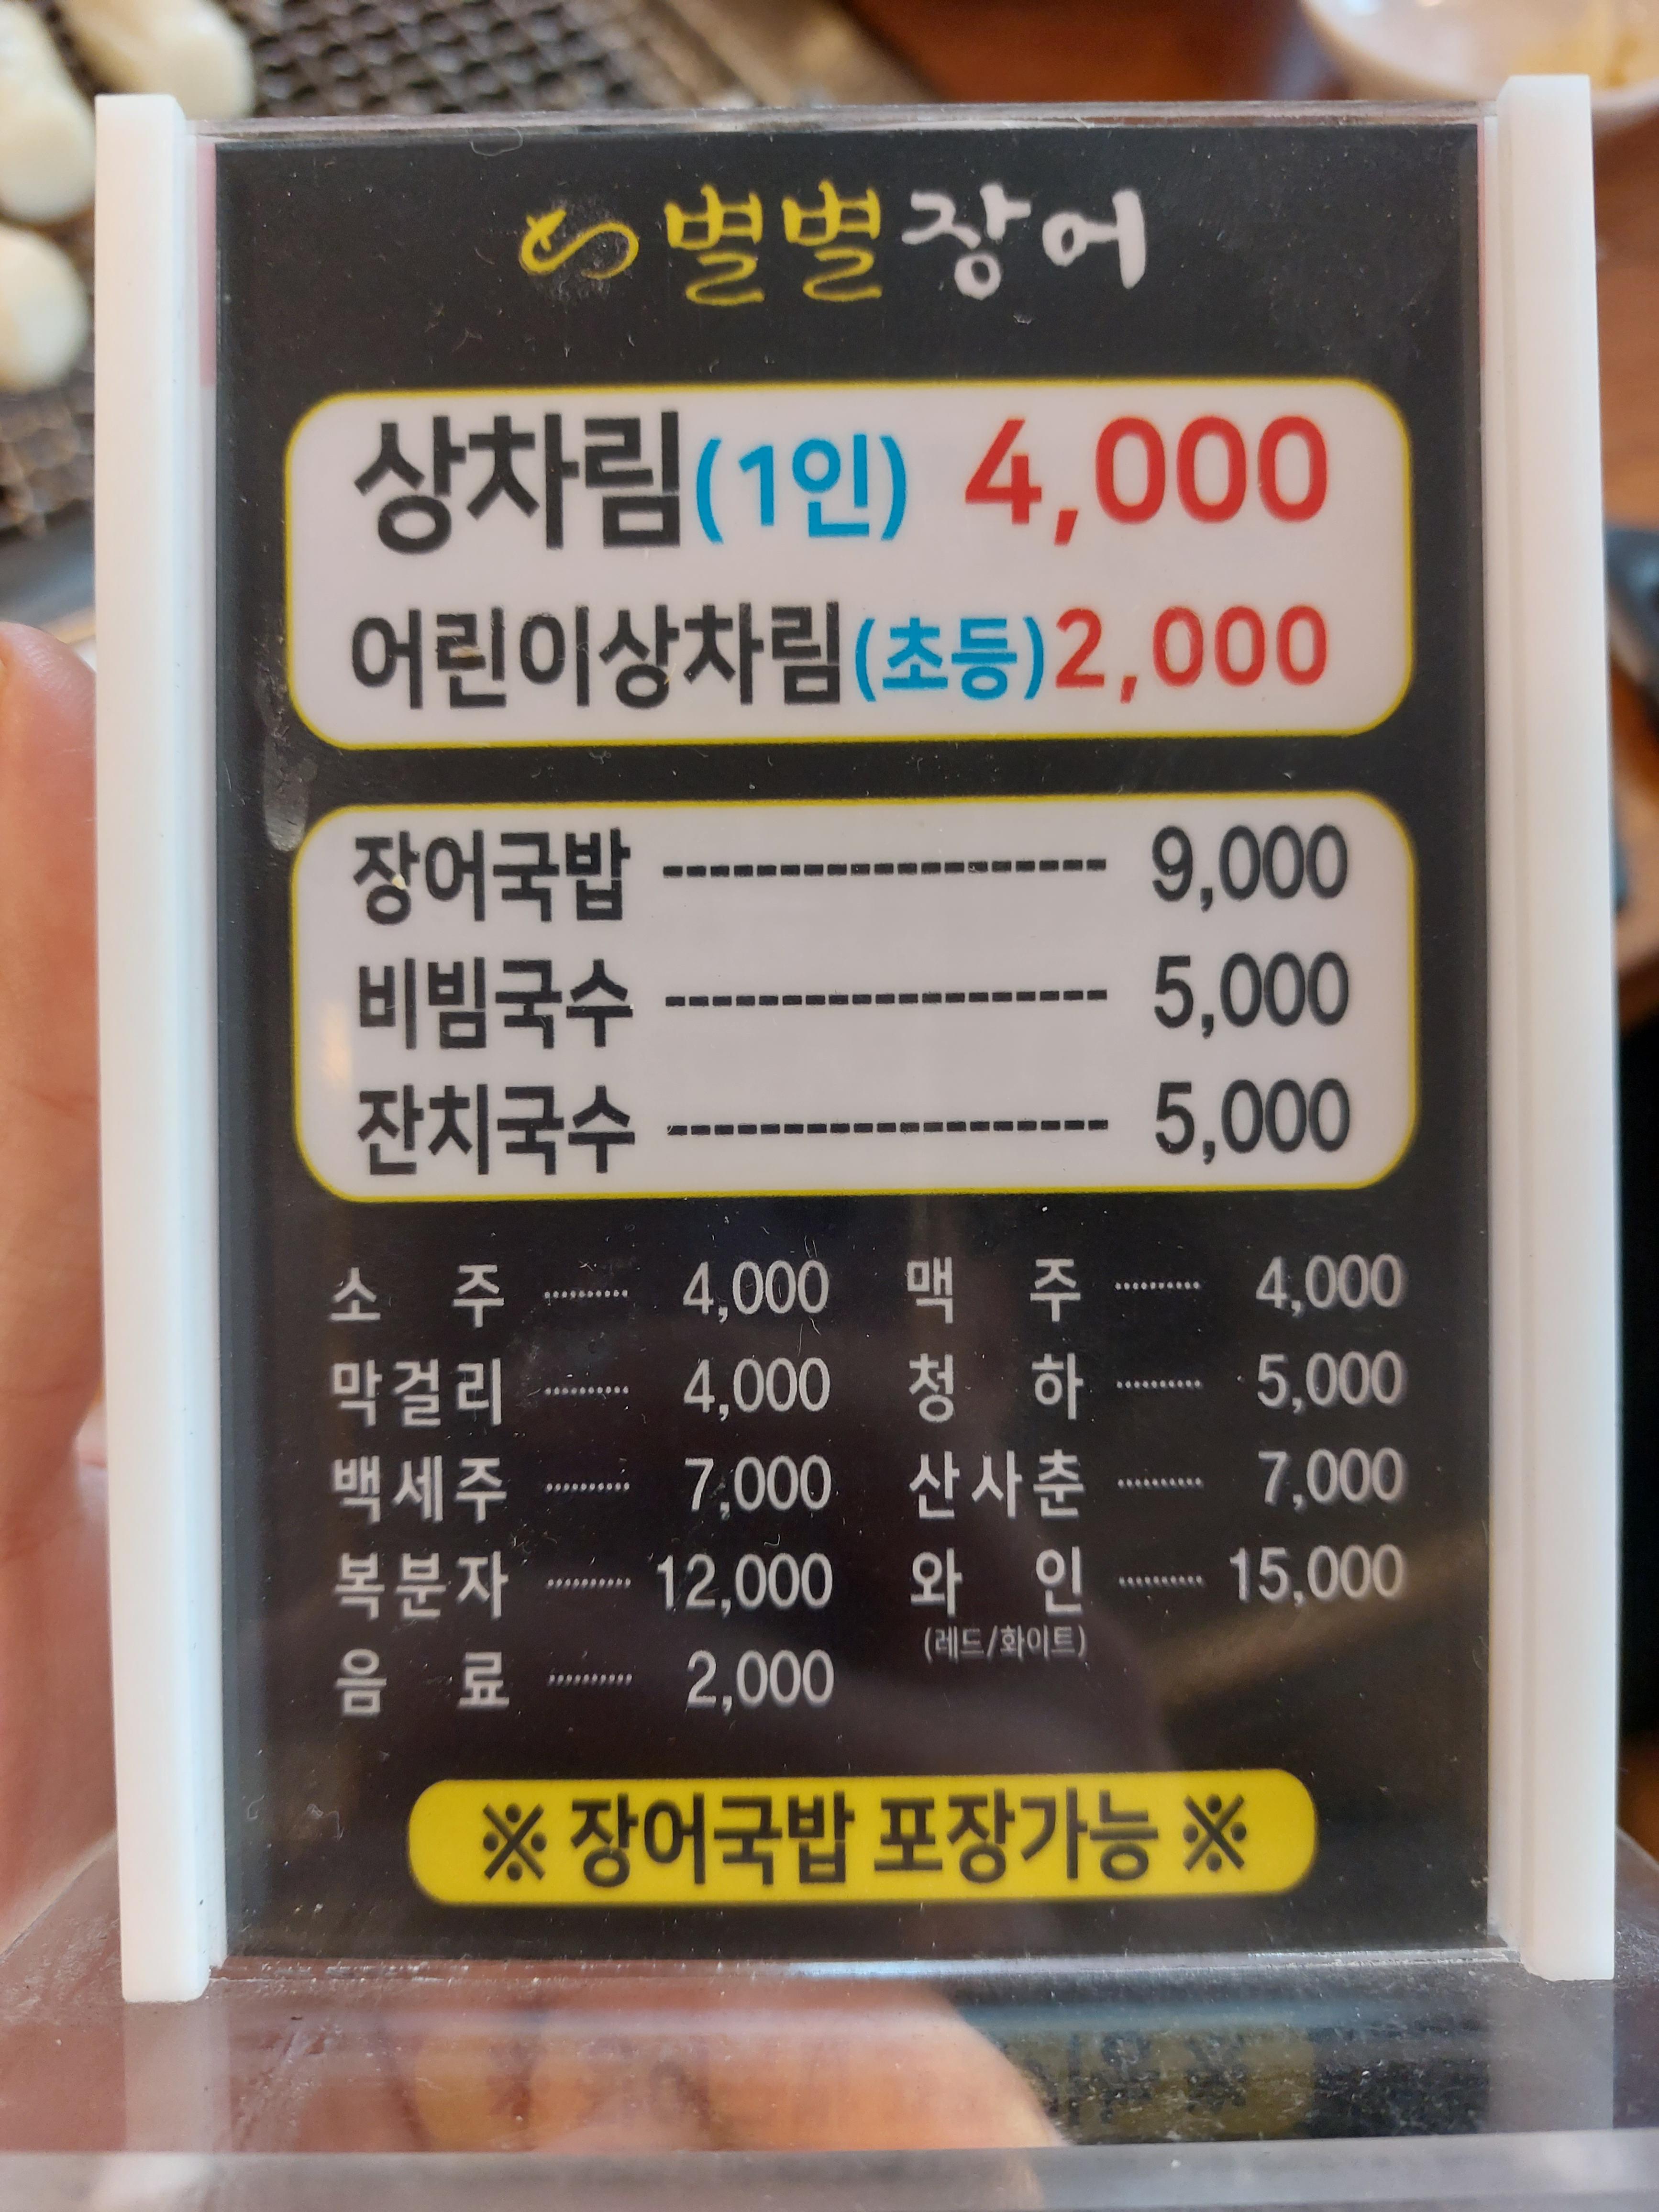 별별장어
상차림(1인) 4,000
어린이상차림(초등) 2,000
장어국밥 ------------------- 9,000
비빔국수 ------------------- 5,000
잔치국수 ------------------- 5,000
소 주 ·········· 4,000 맥 주 ·········· 4,000
막걸리 ·········· 4,000 청 하 ·········· 5,000
백세주 ·········· 7,000 산사춘 ·········· 7,000
복분자 ·········· 12,000 와 인 ·········· 15,000
(레드/화이트)
음 료 ·········· 2,000
※ 장어국밥 포장가능 ※